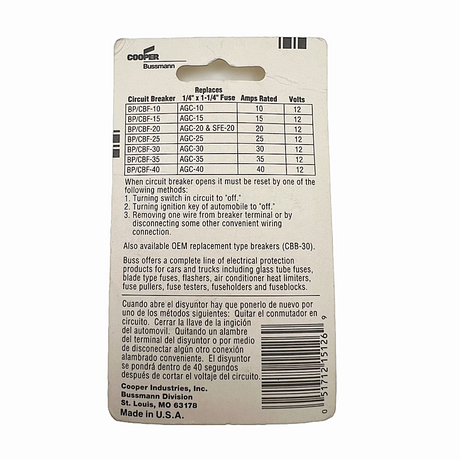 COOPER
Bussmann
Replaces
Circuit Breaker 1/4" x 1-1/4" Fuse Amps Rated Volts
BP/CBF-10 AGC-10 10 12
BP/CBF-15 AGC-15 15 12
BP/CBF-20 AGC-20 & SFE-20 20 12
BP/CBF-25 AGC-25 25 12
BP/CBF-30 AGC-30 30 12
BP/CBF-35 AGC-35 35 12
BP/CBF-40 AGC-40 40 12
When circuit breaker opens it must be reset by one of
the following methods:
1. Turning switch in circuit to "off."
2. Turning ignition key of automobile to "off."
3. Removing one wire from breaker terminal or by
disconnecting some other convenient wiring
connection.
Also available OEM replacement type breakers (CBB-30).
Buss offers a complete line of electrical protection
products for cars and trucks including glass tube fuses,
blade type fuses, flashers, air conditioner heat limiters,
fuse pullers, fuse testers, fuseholders and fuseblocks.
Cuando abre el disyuntor hay que ponerlo de nuevo por
uno de los métodos siguientes: Quitar el conmutador en
circuito. Cerrar la llave de la ingición
del automovil. Quitando un alambre
del terminal del disyuntor o por medio
de disconectar algún otro conexión
alambrado conveniente. El disyuntor
se pondrá dentro de 40 segundos
después de cortar el voltaje del circuito.
Cooper Industries, Inc.
Bussmann Division
St. Louis, MO 63178
Made in U.S.A.
0 51712 15126 9